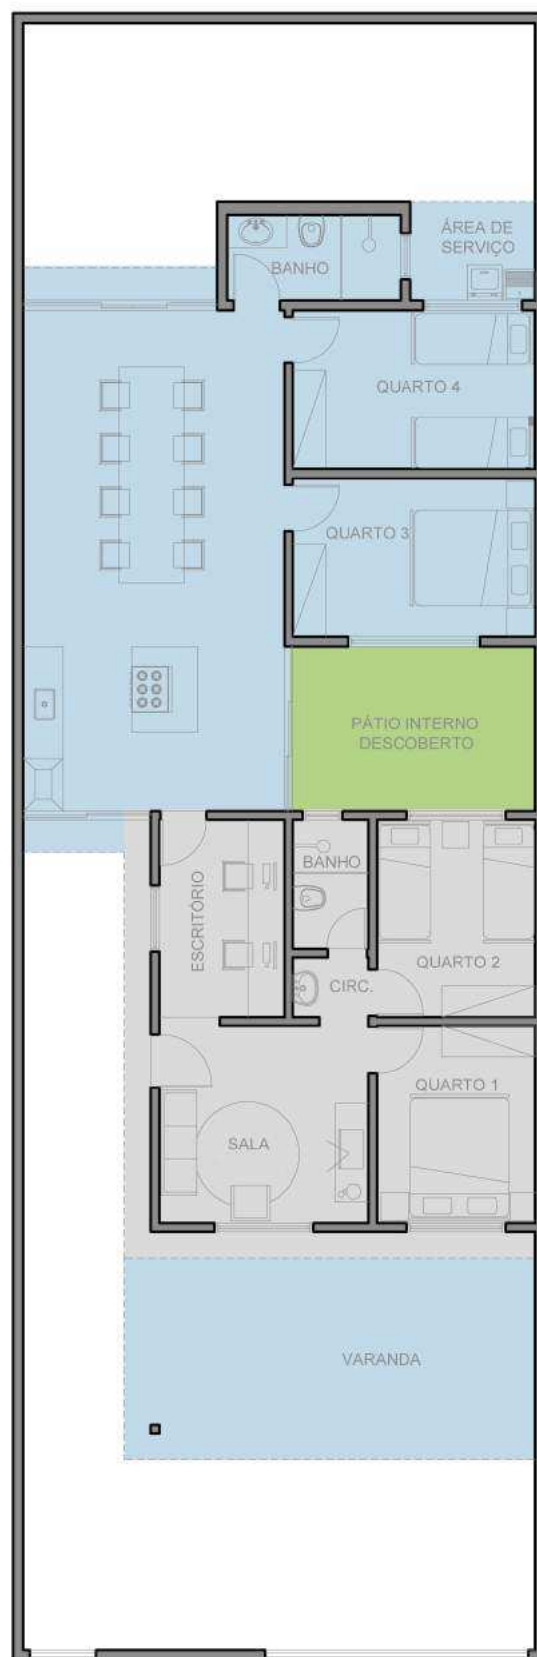 ÁREA DE
SERVIÇO
BANHO
QUARTO 4
QUARTO 3
PÁTIO INTERNO
DESCOBERTO
BANHO
ESCRITÓRIO
QUARTO 2
CIRC.
QUARTO 1
SALA
VARANDA